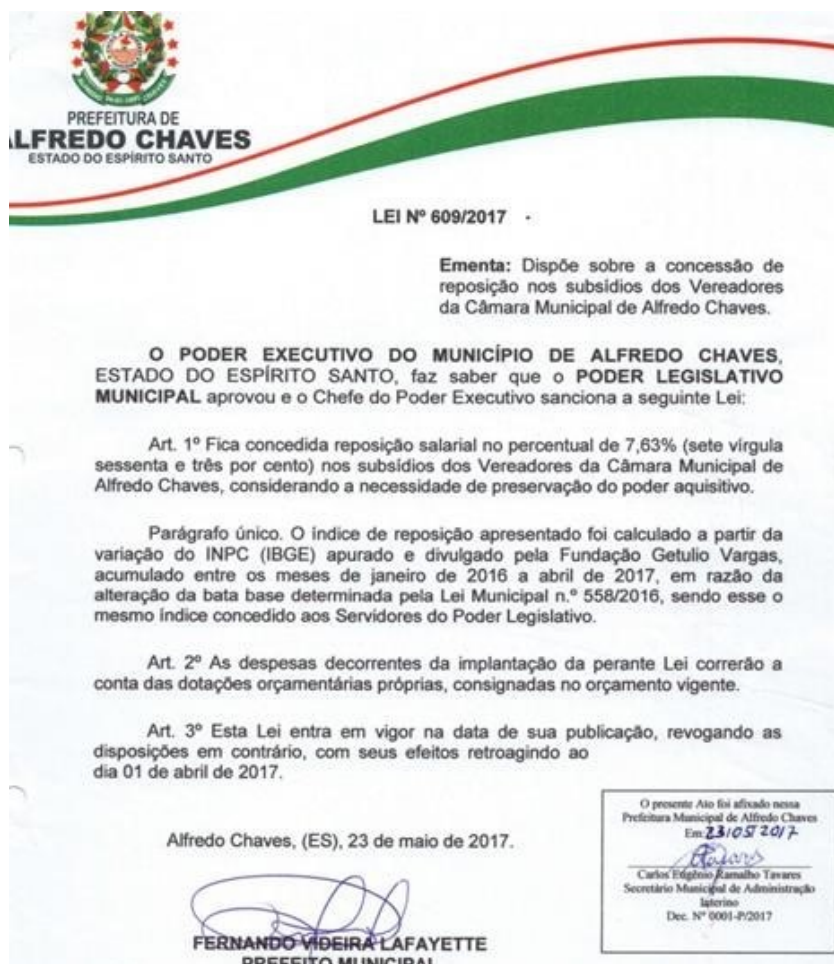 PREFEITURA DE
ALFREDO CHAVES
ESTADO DO ESPÍRITO SANTO
LEI Nº 609/2017
Ementa: Dispõe sobre a concessão de
reposição nos subsídios dos Vereadores
da Câmara Municipal de Alfredo Chaves.
O PODER EXECUTIVO DO MUNICÍPIO DE ALFREDO CHAVES,
ESTADO DO ESPÍRITO SANTO, faz saber que o PODER LEGISLATIVO
MUNICIPAL aprovou e o Chefe do Poder Executivo sanciona a seguinte Lei:
Art. 1º Fica concedida reposição salarial no percentual de 7,63% (sete vírgula
sessenta e três por cento) nos subsídios dos Vereadores da Câmara Municipal de
Alfredo Chaves, considerando a necessidade de preservação do poder aquisitivo.
Parágrafo único. O índice de reposição apresentado foi calculado a partir da
variação do INPC (IBGE) apurado e divulgado pela Fundação Getulio Vargas,
acumulado entre os meses de janeiro de 2016 a abril de 2017, em razão da
alteração da bata base determinada pela Lei Municipal n.º 558/2016, sendo esse o
mesmo índice concedido aos Servidores do Poder Legislativo.
Art. 2º As despesas decorrentes da implantação da perante Lei correrão a
conta das dotações orçamentárias próprias, consignadas no orçamento vigente.
Art. 3º Esta Lei entra em vigor na data de sua publicação, revogando as
disposições em contrário, com seus efeitos retroagindo ao
dia 01 de abril de 2017.
Alfredo Chaves, (ES), 23 de maio de 2017.
FERNANDO VIDEIRA LAFAYETTE
PREFEITO MUNICIPAL
O presente Ato foi afixado nessa
Prefeitura Municipal de Alfredo Chaves
Em 23/05/2017
Carlos Eugênio Ramalho Tavares
Secretário Municipal de Administração
Interino
Dec. Nº 0001-P/2017